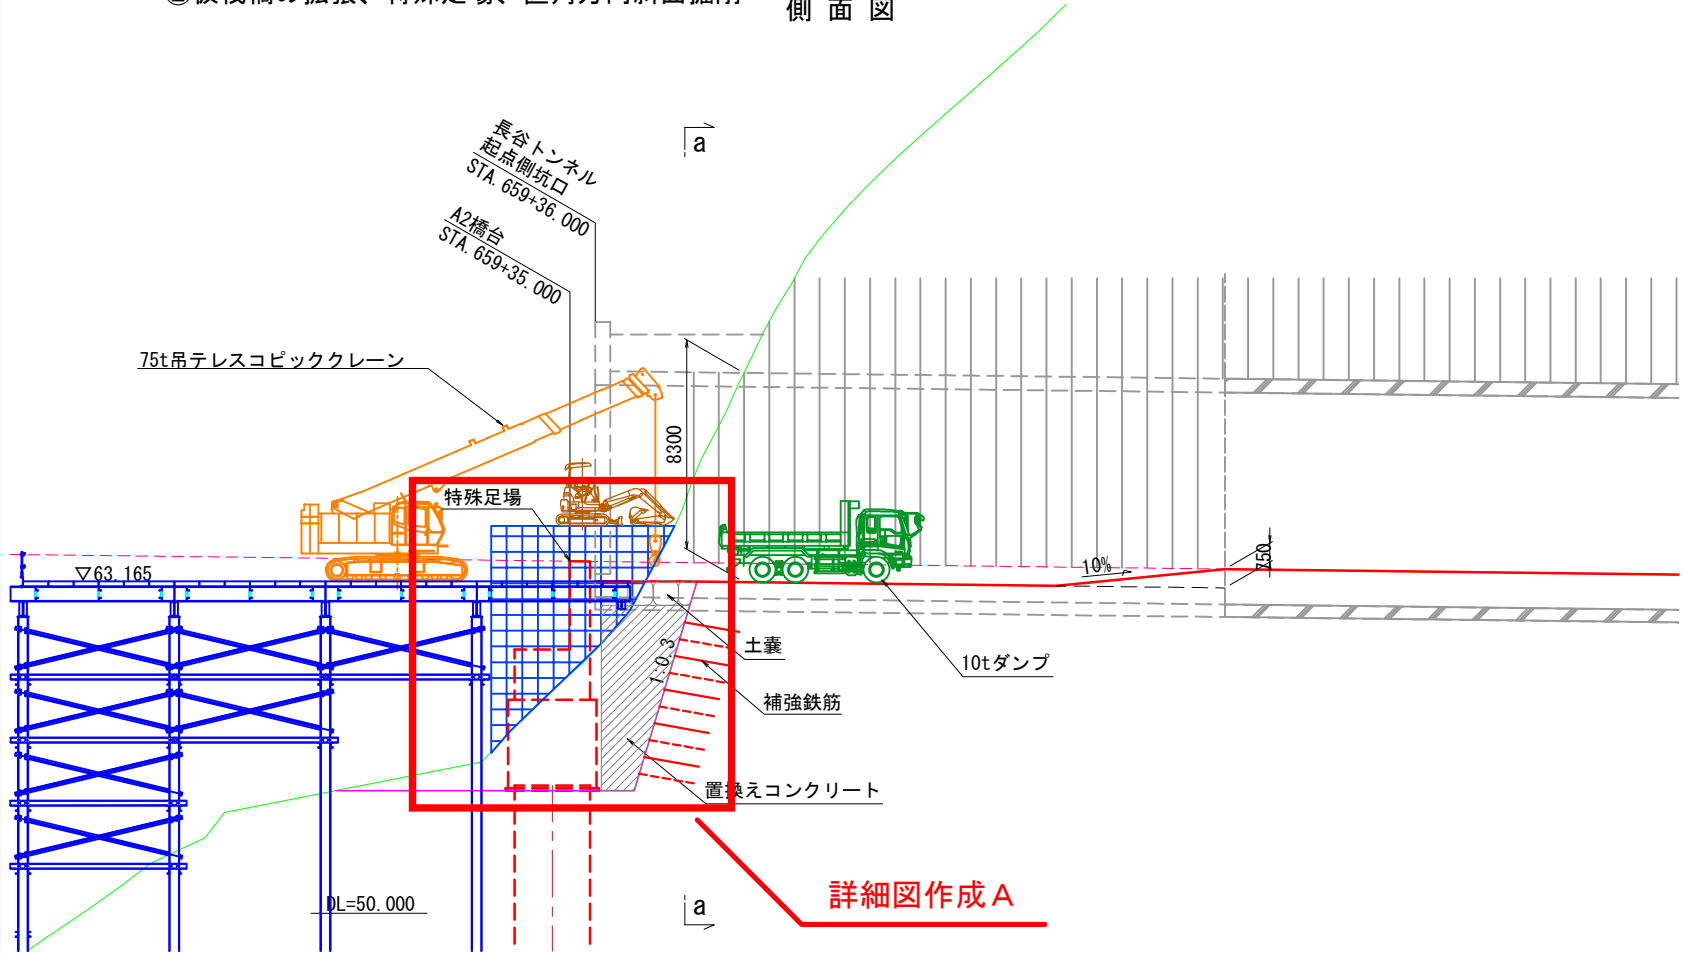 側面図
a
長谷トンネル
起点側坑口
STA.659+36.000
A2橋台
STA.659+35.000
75t吊テレスコピッククレーン
8300
特殊足場
▽63.165
10%
750
土嚢
1:0.3
10tダンプ
補強鉄筋
置換えコンクリート
詳細図作成A
DL=50.000
a